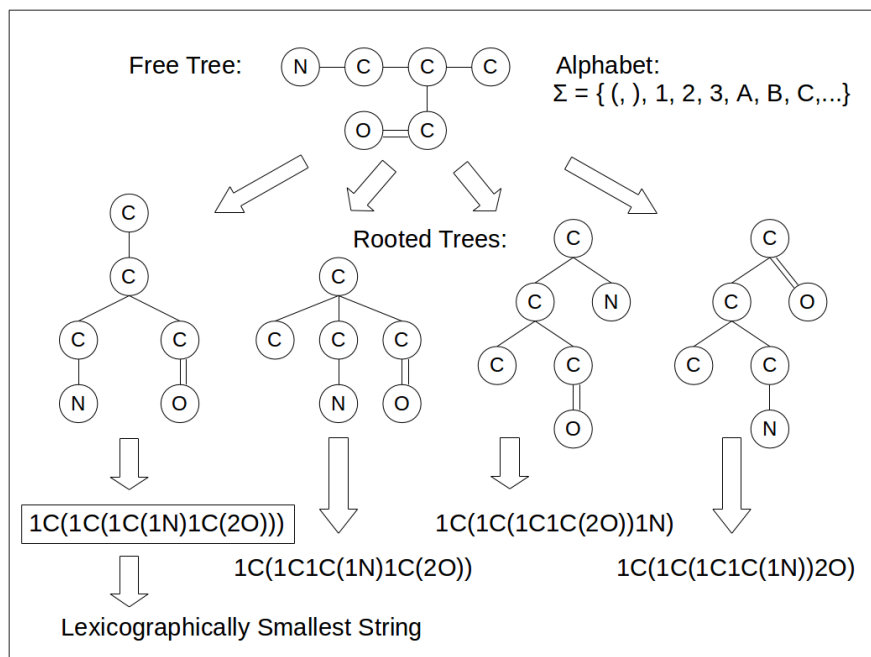 Free Tree:
N C C C
O C
Alphabet:
Σ = { (, ), 1, 2, 3, A, B, C,...}
Rooted Trees:
C
C
C C
N O
C
C C C
N O
C
C N
C C
O
C
C O
C C
N
1C(1C(1C(1N)1C(2O)))
1C(1C1C(1N)1C(2O))
1C(1C(1C1C(2O))1N)
1C(1C(1C1C(1N))2O)
Lexicographically Smallest String